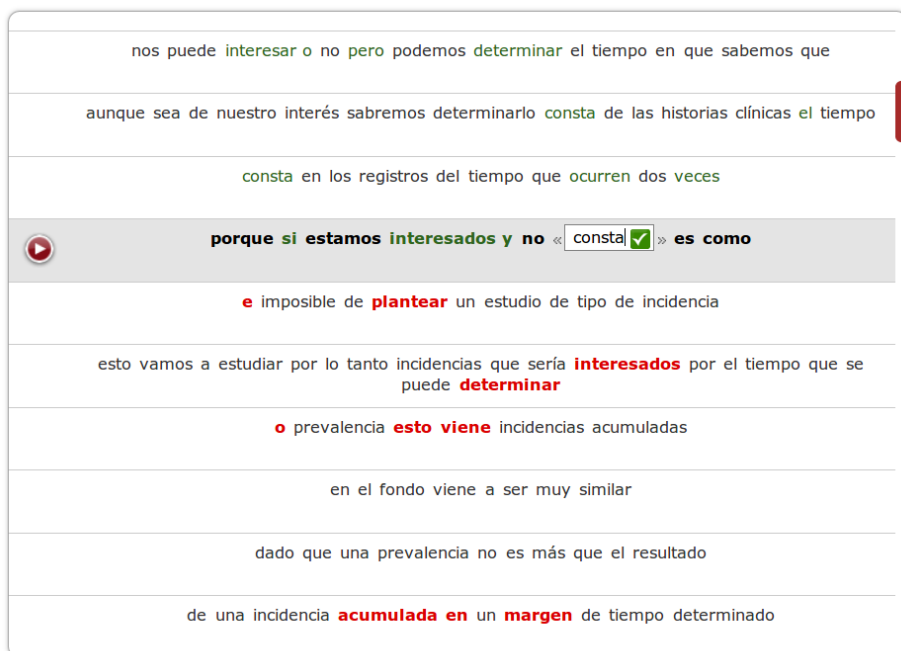 nos puede interesar o no pero podemos determinar el tiempo en que sabemos que
aunque sea de nuestro interés sabremos determinarlo consta de las historias clínicas el tiempo
consta en los registros del tiempo que ocurren dos veces
porque si estamos interesados y no « consta » es como
e imposible de plantear un estudio de tipo de incidencia
esto vamos a estudiar por lo tanto incidencias que sería interesados por el tiempo que se
puede determinar
o prevalencia esto viene incidencias acumuladas
en el fondo viene a ser muy similar
dado que una prevalencia no es más que el resultado
de una incidencia acumulada en un margen de tiempo determinado